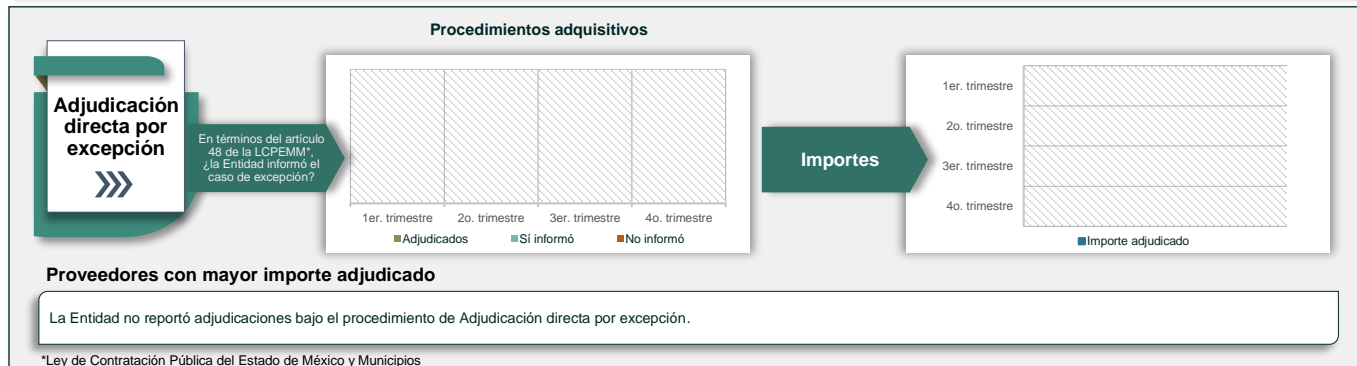 Procedimientos adquisitivos
Adjudicación
directa por
excepción
En términos del artículo
48 de la LCPEMM*,
¿la Entidad informó el
caso de excepción?
1er. trimestre 2o. trimestre 3er. trimestre 4o. trimestre
Adjudicados Sí informó No informó
Importes
1er. trimestre
2o. trimestre
3er. trimestre
4o. trimestre
Importe adjudicado
Proveedores con mayor importe adjudicado
La Entidad no reportó adjudicaciones bajo el procedimiento de Adjudicación directa por excepción.
*Ley de Contratación Pública del Estado de México y Municipios